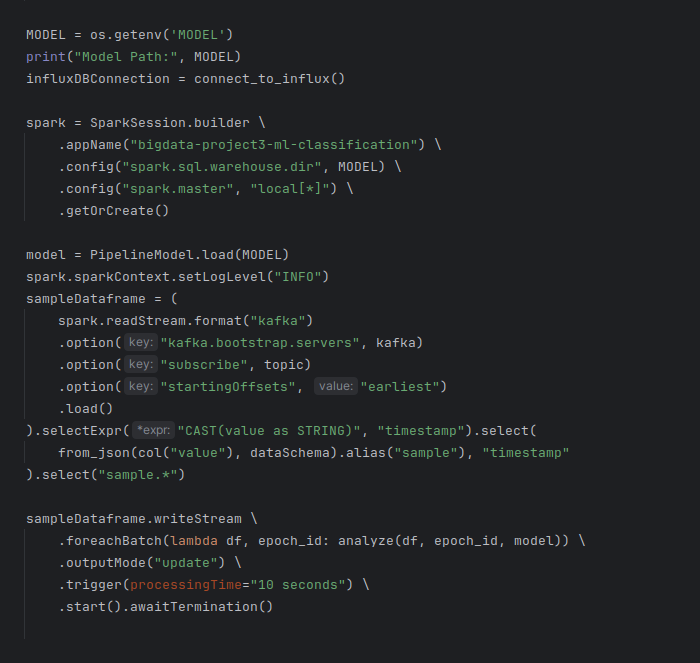 MODEL = os.getenv('MODEL')
print("Model Path:", MODEL)
influxDBConnection = connect_to_influx()
spark = SparkSession.builder \
    .appName("bigdata-project3-ml-classification") \
    .config("spark.sql.warehouse.dir", MODEL) \
    .config("spark.master", "local[*]") \
    .getOrCreate()
model = PipelineModel.load(MODEL)
spark.sparkContext.setLogLevel("INFO")
sampleDataframe = (
    spark.readStream.format("kafka")
    .option( key: "kafka.bootstrap.servers", kafka)
    .option( key: "subscribe", topic)
    .option( key: "startingOffsets", value: "earliest")
    .load()
).selectExpr( *expr: "CAST(value as STRING)", "timestamp").select(
    from_json(col("value"), dataSchema).alias("sample"), "timestamp"
).select("sample.*")
sampleDataframe.writeStream \
    .foreachBatch(lambda df, epoch_id: analyze(df, epoch_id, model)) \
    .outputMode("update") \
    .trigger(processingTime="10 seconds") \
    .start().awaitTermination()